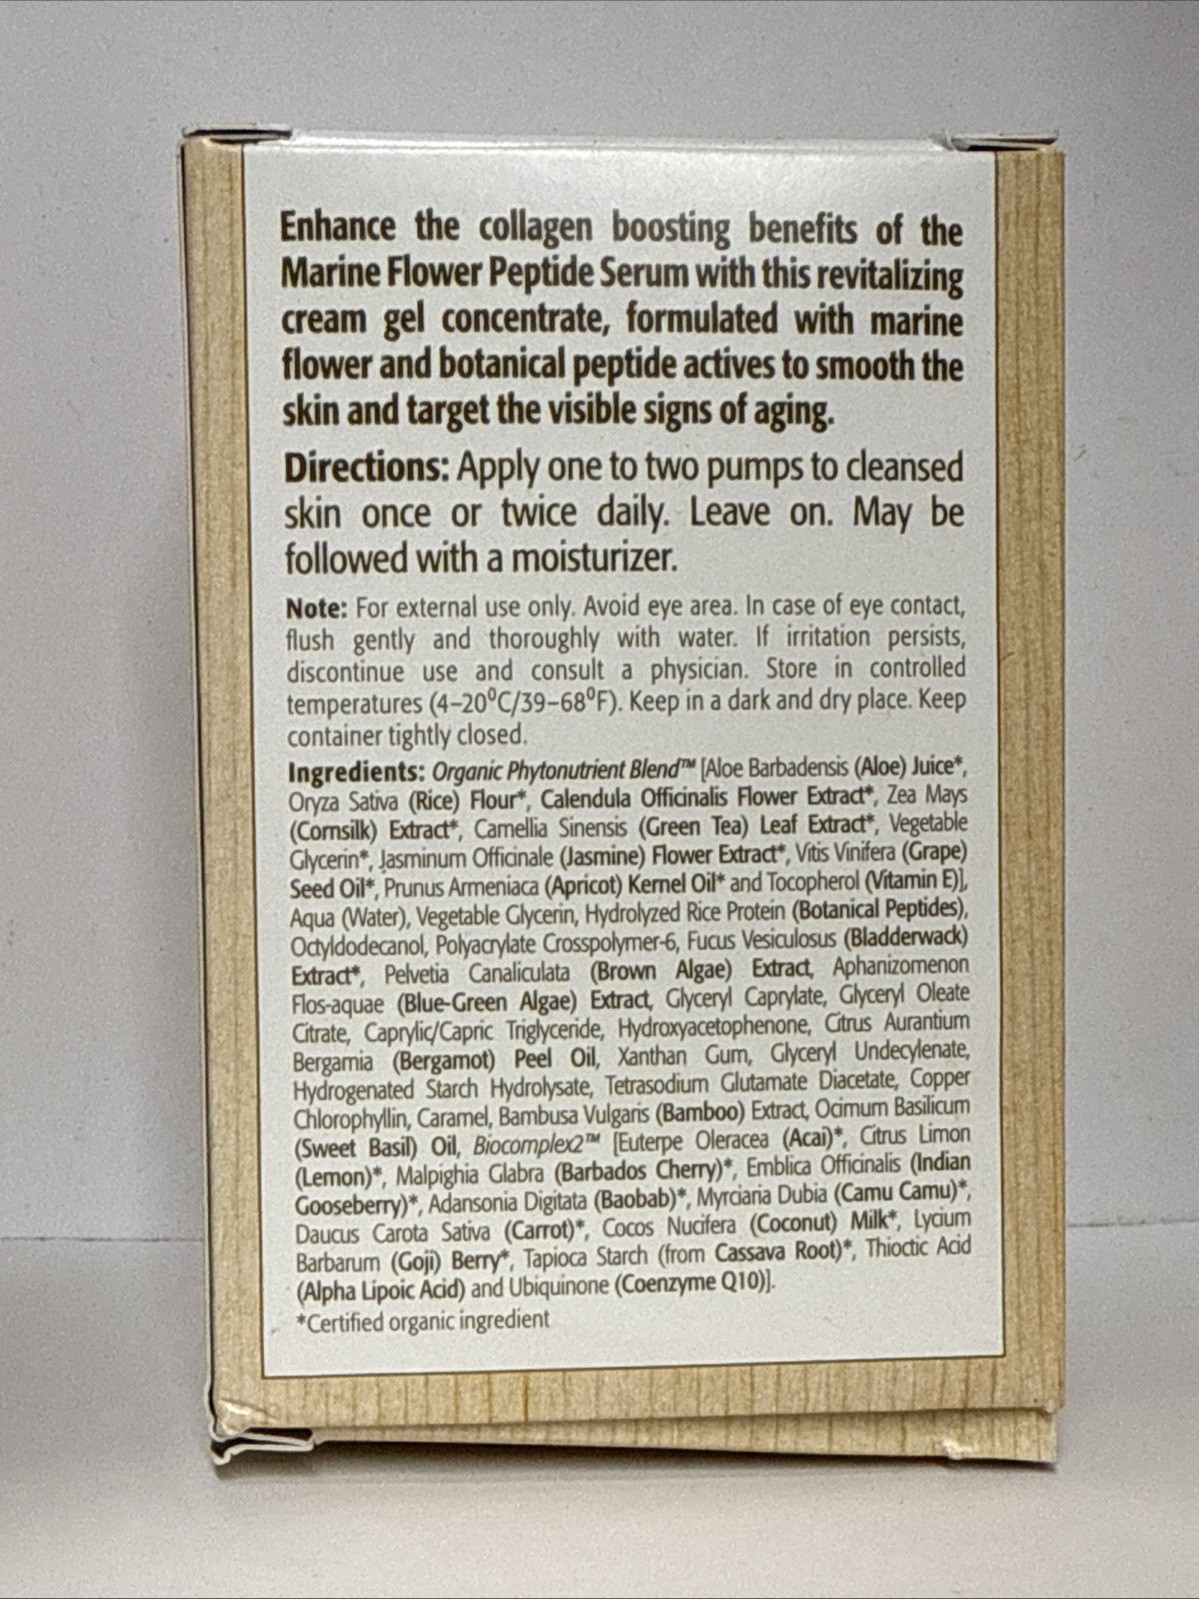 Enhance the collagen boosting benefits of the
Marine Flower Peptide Serum with this revitalizing
cream gel concentrate, formulated with marine
flower and botanical peptide actives to smooth the
skin and target the visible signs of aging.
Directions: Apply one to two pumps to cleansed
skin once or twice daily. Leave on. May be
followed with a moisturizer.
Note: For external use only. Avoid eye area. In case of eye contact,
flush gently and thoroughly with water. If irritation persists,
discontinue use and consult a physician. Store in controlled
temperatures (4–20⁰C/39–68⁰F). Keep in a dark and dry place. Keep
container tightly closed.
Ingredients: Organic Phytonutrient Blend™ [Aloe Barbadensis (Aloe) Juice*,
Oryza Sativa (Rice) Flour*, Calendula Officinalis Flower Extract*, Zea Mays
(Cornsilk) Extract*, Camellia Sinensis (Green Tea) Leaf Extract*, Vegetable
Glycerin*, Jasminum Officinale (Jasmine) Flower Extract*, Vitis Vinifera (Grape)
Seed Oil*, Prunus Armeniaca (Apricot) Kernel Oil* and Tocopherol (Vitamin E)],
Aqua (Water), Vegetable Glycerin, Hydrolyzed Rice Protein (Botanical Peptides),
Octyldodecanol, Polyacrylate Crosspolymer-6, Fucus Vesiculosus (Bladderwack)
Extract*, Pelvetia Canaliculata (Brown Algae) Extract, Aphanizomenon
Flos-aquae (Blue-Green Algae) Extract, Glyceryl Caprylate, Glyceryl Oleate
Citrate, Caprylic/Capric Triglyceride, Hydroxyacetophenone, Citrus Aurantium
Bergamia (Bergamot) Peel Oil, Xanthan Gum, Glyceryl Undecylenate,
Hydrogenated Starch Hydrolysate, Tetrasodium Glutamate Diacetate, Copper
Chlorophyllin, Caramel, Bambusa Vulgaris (Bamboo) Extract, Ocimum Basilicum
(Sweet Basil) Oil, Biocomplex2™ [Euterpe Oleracea (Acai)*, Citrus Limon
(Lemon)*, Malpighia Glabra (Barbados Cherry)*, Emblica Officinalis (Indian
Gooseberry)*, Adansonia Digitata (Baobab)*, Myrciaria Dubia (Camu Camu)*,
Daucus Carota Sativa (Carrot)*, Cocos Nucifera (Coconut) Milk*, Lycium
Barbarum (Goji) Berry*, Tapioca Starch (from Cassava Root)*, Thioctic Acid
(Alpha Lipoic Acid) and Ubiquinone (Coenzyme Q10)].
*Certified organic ingredient